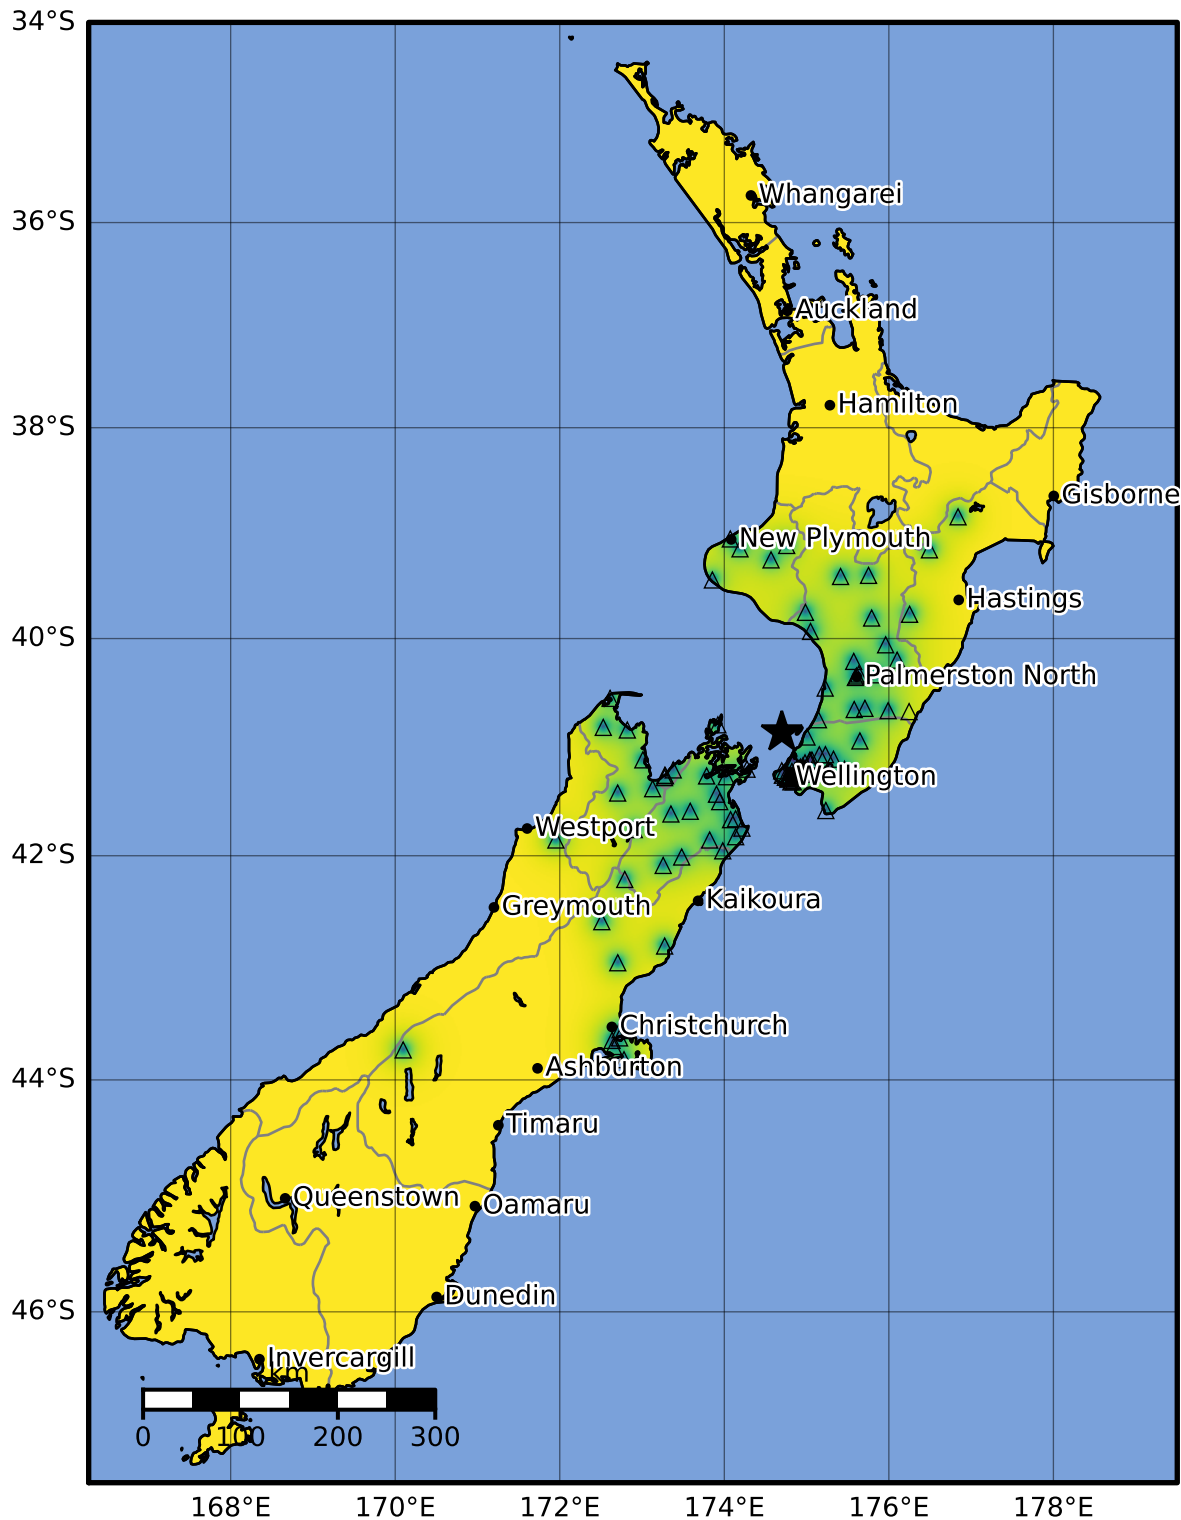 34°S
Whangarei
36°S
Auckland
Hamilton
38°S
Gisborne
New Plymouth
Hastings
40°S
Palmerston North
Wellington
Westport
42°S
Kaikoura
Greymouth
Christchurch
Ashburton
44°S
Timaru
Queenstown
Oamaru
Dunedin
46°S
Invercargill
km
0 100 200 300
168°E 170°E 172°E 174°E 176°E 178°E